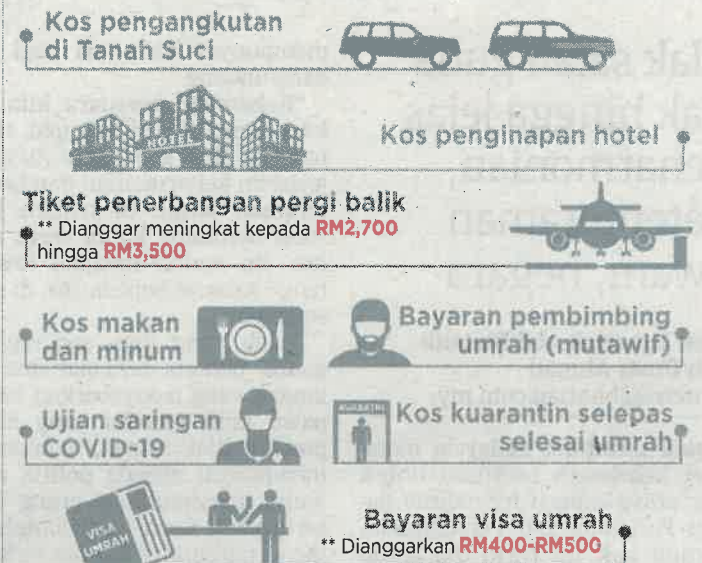 Kos pengangkutan
di Tanah Suci
HOTEL
Kos penginapan hotel
Tiket penerbangan pergi balik
** Dianggar meningkat kepada RM2,700
hingga RM3,500
Kos makan
dan minum
Bayaran pembimbing
umrah (mutawif)
Ujian saringan
COVID-19
Kos kuarantin selepas
selesai umrah
VISA
UMRAH
Bayaran visa umrah
** Dianggarkan RM400-RM500